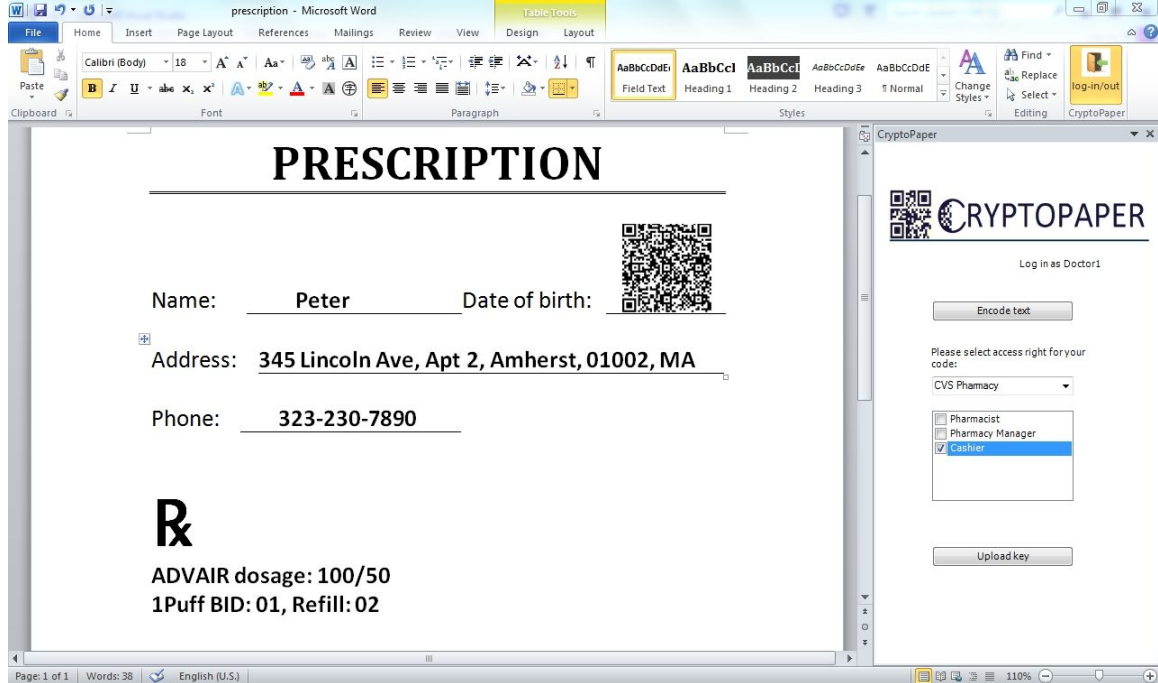 prescription - Microsoft Word
Table Tools
File Home Insert Page Layout References Mailings Review View Design Layout
Paste
Calibri (Body) 18
AaBbCcDdEe AaBbCcI AaBbCcI AaBbCcDdEe AaBbCcDdE
Field Text Heading 1 Heading 2 Heading 3 ¶ Normal
Change Styles
Find
Replace
Select
log-in/out
Clipboard Font Paragraph Styles Editing CryptoPaper
PRESCRIPTION
Name: Peter Date of birth:
Address: 345 Lincoln Ave, Apt 2, Amherst, 01002, MA
Phone: 323-230-7890
℞
ADVAIR dosage: 100/50
1Puff BID: 01, Refill: 02
CryptoPaper
CRYPTOPAPER
Log in as Doctor1
Encode text
Please select access right for your
code:
CVS Pharmacy
Pharmacist
Pharmacy Manager
Cashier
Upload key
Page: 1 of 1 Words: 38 English (U.S.) 110%